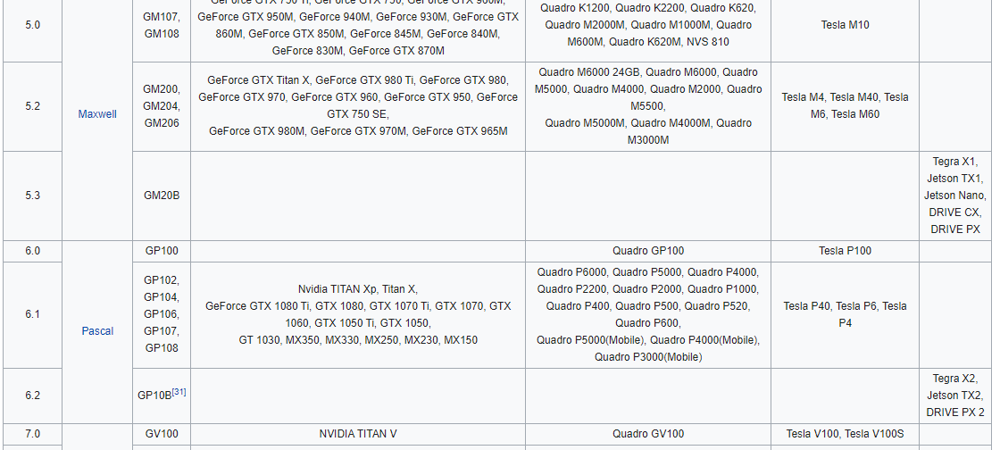 5.0
GM107,
GM108
GeForce GTX 750 Ti, GeForce GTX 750, GeForce GTX 960M,
GeForce GTX 950M, GeForce 940M, GeForce 930M, GeForce GTX
860M, GeForce GTX 850M, GeForce 845M, GeForce 840M,
GeForce 830M, GeForce GTX 870M
Quadro K1200, Quadro K2200, Quadro K620,
Quadro M2000M, Quadro M1000M, Quadro
M600M, Quadro K620M, NVS 810
Tesla M10
5.2
Maxwell
GM200,
GM204,
GM206
GeForce GTX Titan X, GeForce GTX 980 Ti, GeForce GTX 980,
GeForce GTX 970, GeForce GTX 960, GeForce GTX 950, GeForce
GTX 750 SE,
GeForce GTX 980M, GeForce GTX 970M, GeForce GTX 965M
Quadro M6000 24GB, Quadro M6000, Quadro
M5000, Quadro M4000, Quadro M2000, Quadro
M5500,
Quadro M5000M, Quadro M4000M, Quadro
M3000M
Tesla M4, Tesla M40, Tesla
M6, Tesla M60
5.3
GM20B
Tegra X1,
Jetson TX1,
Jetson Nano,
DRIVE CX,
DRIVE PX
6.0
GP100
Quadro GP100
Tesla P100
6.1
Pascal
GP102,
GP104,
GP106,
GP107,
GP108
Nvidia TITAN Xp, Titan X,
GeForce GTX 1080 Ti, GTX 1080, GTX 1070 Ti, GTX 1070, GTX
1060, GTX 1050 Ti, GTX 1050,
GT 1030, MX350, MX330, MX250, MX230, MX150
Quadro P6000, Quadro P5000, Quadro P4000,
Quadro P2200, Quadro P2000, Quadro P1000,
Quadro P400, Quadro P500, Quadro P520,
Quadro P600,
Quadro P5000(Mobile), Quadro P4000(Mobile),
Quadro P3000(Mobile)
Tesla P40, Tesla P6, Tesla
P4
6.2
GP10B[31]
Tegra X2,
Jetson TX2,
DRIVE PX 2
7.0
GV100
NVIDIA TITAN V
Quadro GV100
Tesla V100, Tesla V100S